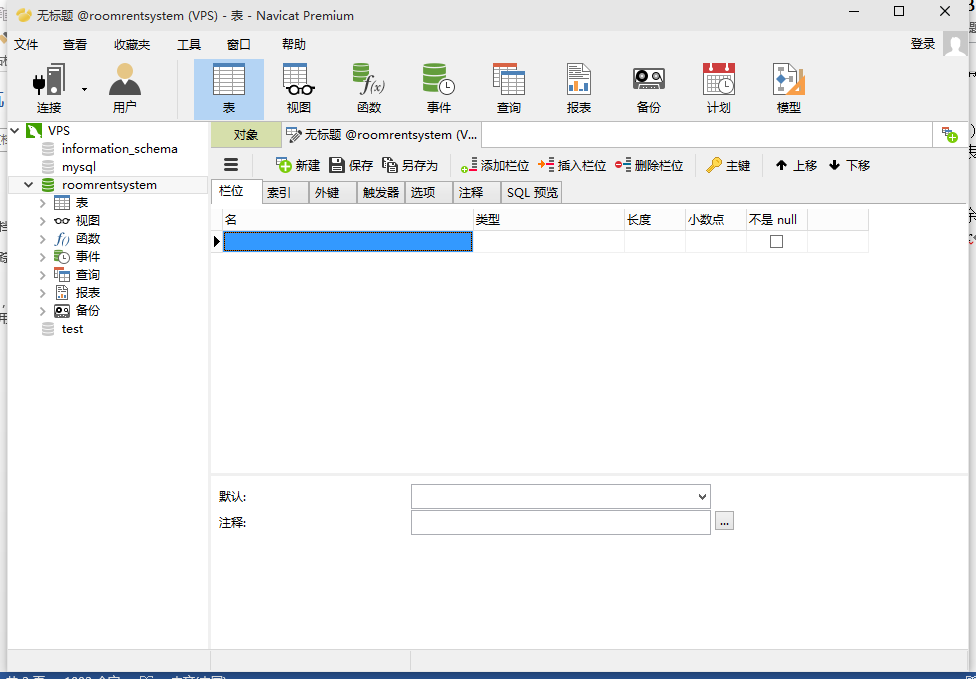 无标题 @roomrentsystem (VPS) - 表 - Navicat Premium
文件 查看 收藏夹 工具 窗口 帮助 登录
连接 用户 表 视图 函数 事件 查询 报表 备份 计划 模型
VPS
information_schema
mysql
roomrentsystem
表
视图
函数
事件
查询
报表
备份
test
对象 无标题 @roomrentsystem (V...
新建 保存 另存为 添加栏位 插入栏位 删除栏位 主键 上移 下移
栏位 索引 外键 触发器 选项 注释 SQL 预览
名 类型 长度 小数点 不是 null
默认:
注释:
...